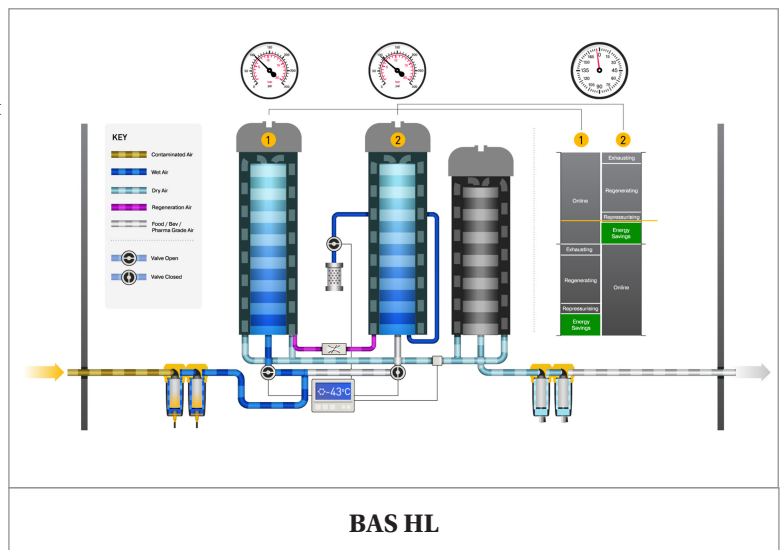 1
2
1
2
KEY
Contaminated Air
Wet Air
Dry Air
Regeneration Air
Food / Bev /
Pharma Grade Air
Valve Open
Valve Closed
Online
Exhausting
Regenerating
Repressurising
Energy
Savings
Exhausting
Regenerating
Repressurising
Energy
Savings
Online
~43°C
BAS HL